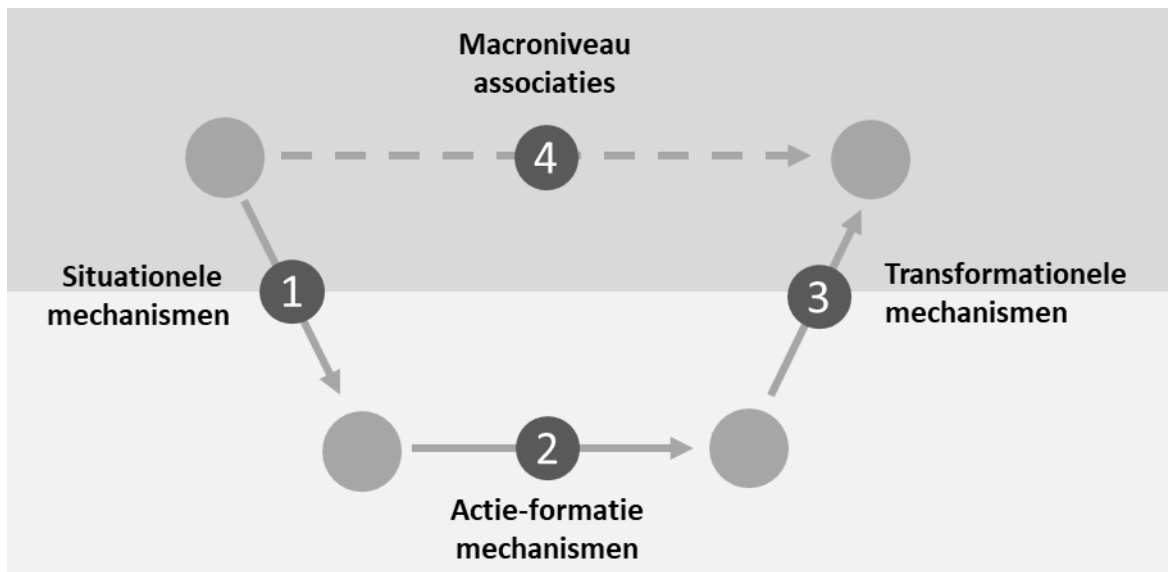 Macroniveau
associaties
4
Situationele
mechanismen
1
3
Transformationele
mechanismen
2
Actie-formatie
mechanismen